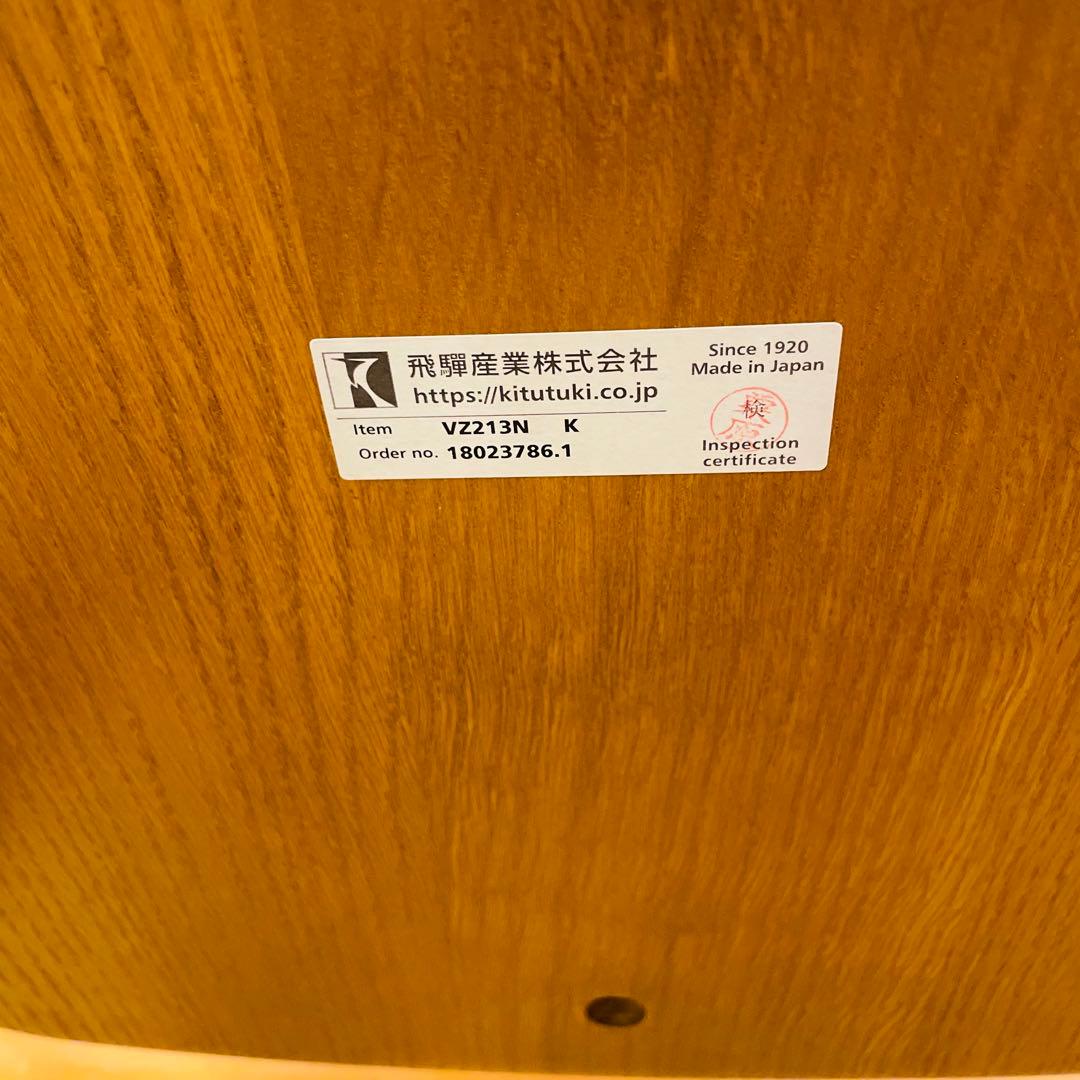 飛驒産業株式会社
https://kitutuki.co.jp
Item VZ213N K
Order no. 18023786.1
Since 1920
Made in Japan
検
Inspection
certificate